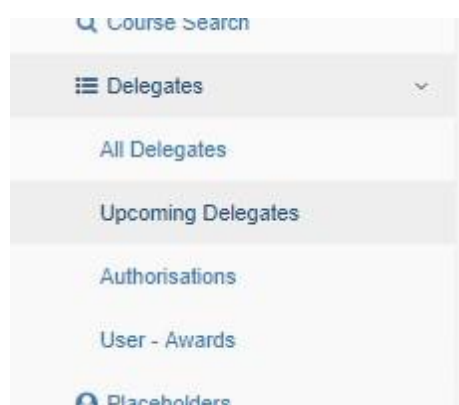 Course Search
Delegates
All Delegates
Upcoming Delegates
Authorisations
User - Awards
Placeholders